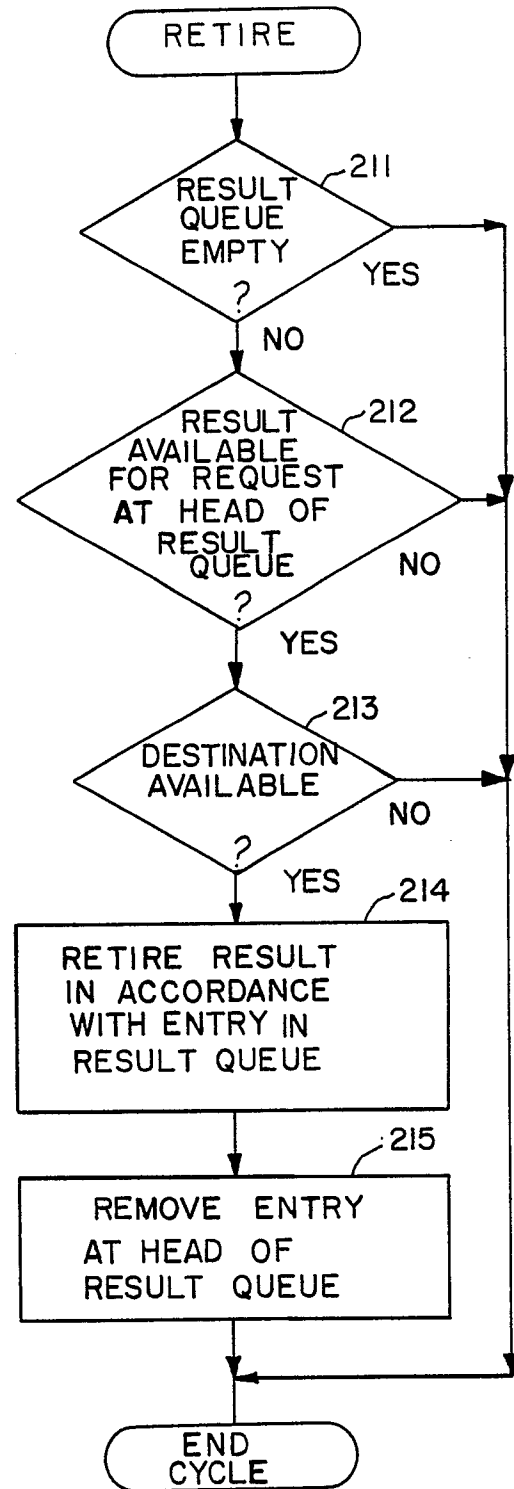 RETIRE
211
RESULT
QUEUE
EMPTY
?
YES
NO
212
RESULT
AVAILABLE
FOR REQUEST
AT HEAD OF
RESULT
QUEUE
?
NO
YES
213
DESTINATION
AVAILABLE
?
NO
YES
214
RETIRE RESULT
IN ACCORDANCE
WITH ENTRY IN
RESULT QUEUE
215
REMOVE ENTRY
AT HEAD OF
RESULT QUEUE
END
CYCLE